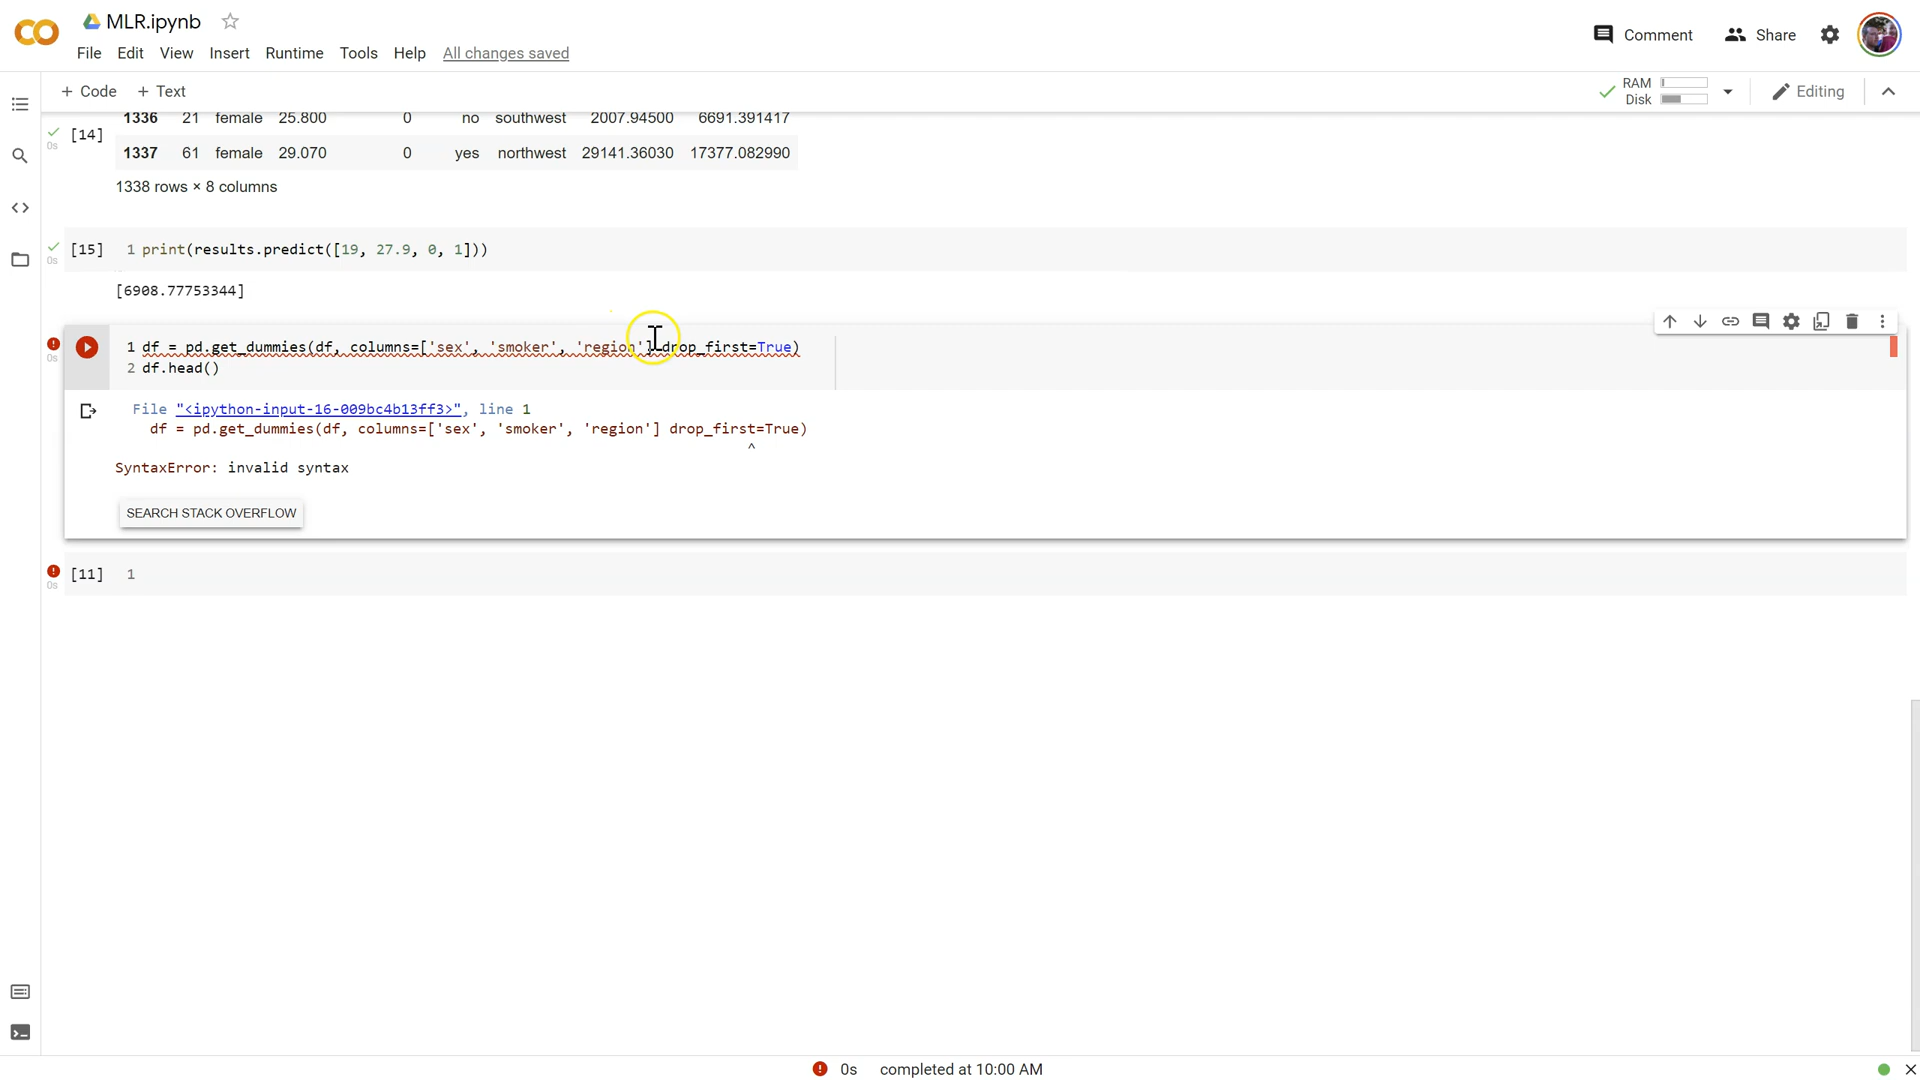 MLR.ipynb
File Edit View Insert Runtime Tools Help All changes saved
Comment Share
+ Code + Text
RAM
Disk
Editing
[14]
0s
1336 21 female 25.800 0 no southwest 2007.94500 6691.391417
1337 61 female 29.070 0 yes northwest 29141.36030 17377.082990
1338 rows × 8 columns
[15] 1 print(results.predict([19, 27.9, 0, 1]))
0s
[6908.77753344]
1 df = pd.get_dummies(df, columns=['sex', 'smoker', 'region'] drop_first=True)
0s
2 df.head()
File "<ipython-input-16-009bc4b13ff3>", line 1
df = pd.get_dummies(df, columns=['sex', 'smoker', 'region'] drop_first=True)
^
SyntaxError: invalid syntax
SEARCH STACK OVERFLOW
[11] 1
0s
0s completed at 10:00 AM